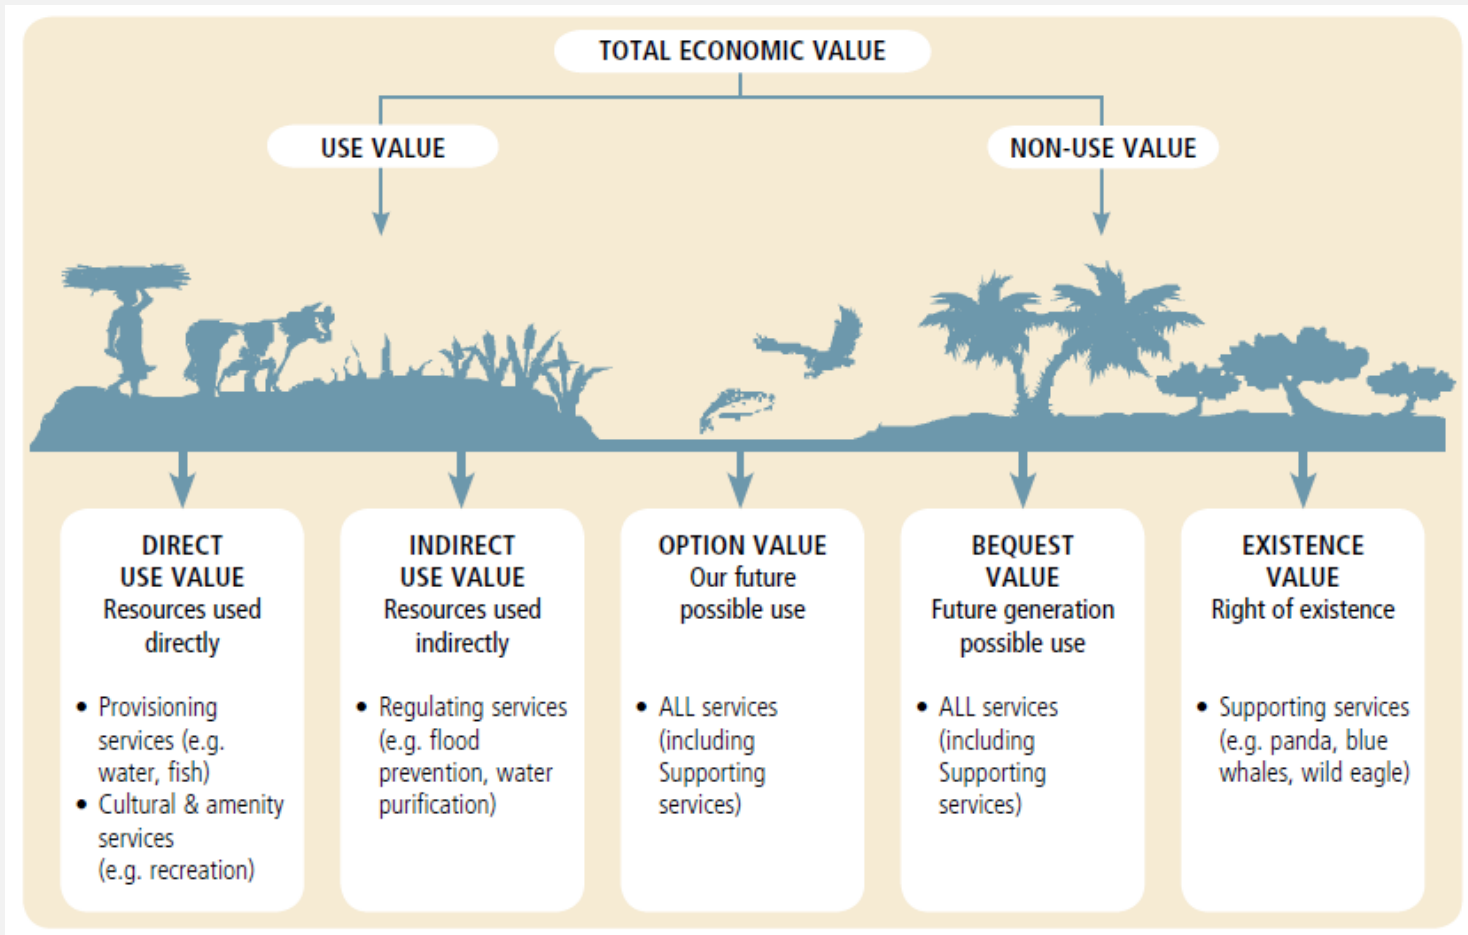 TOTAL ECONOMIC VALUE
USE VALUE
NON-USE VALUE
DIRECT
USE VALUE
Resources used
directly
• Provisioning
services (e.g.
water, fish)
• Cultural & amenity
services
(e.g. recreation)
INDIRECT
USE VALUE
Resources used
indirectly
• Regulating services
(e.g. flood
prevention, water
purification)
OPTION VALUE
Our future
possible use
• ALL services
(including
Supporting
services)
BEQUEST
VALUE
Future generation
possible use
• ALL services
(including
Supporting
services)
EXISTENCE
VALUE
Right of existence
• Supporting services
(e.g. panda, blue
whales, wild eagle)